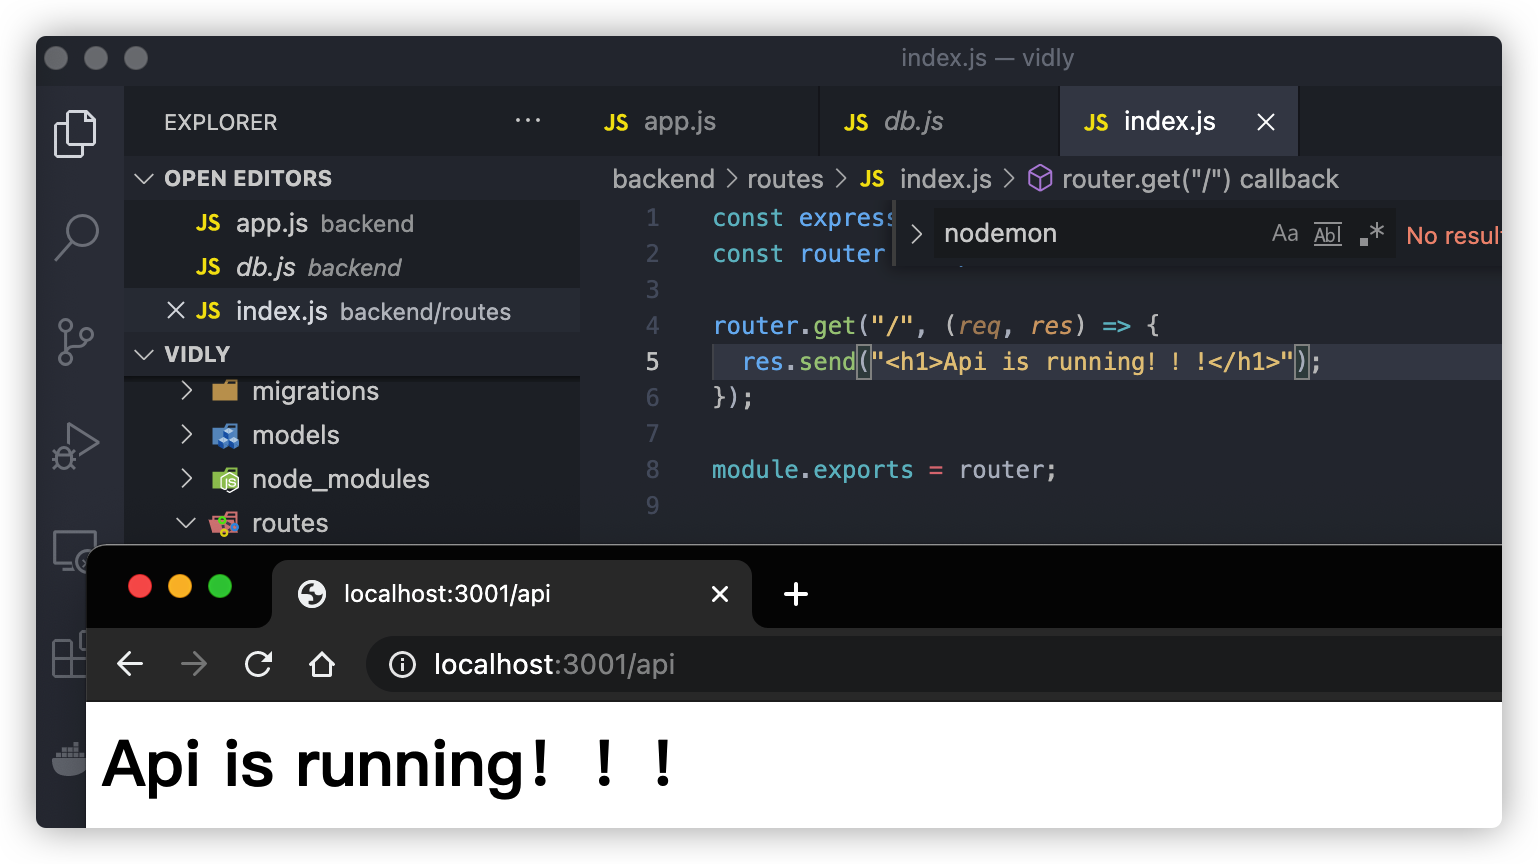 index.js — vidly
EXPLORER
···
JS app.js
JS db.js
JS index.js
OPEN EDITORS
JS app.js backend
JS db.js backend
JS index.js backend/routes
VIDLY
migrations
models
node_modules
routes
backend > routes > JS index.js > router.get("/") callback
nodemon
Aa
Abl
.*
No resul
1 const express
2 const router
3
4 router.get("/", (req, res) => {
5 res.send("<h1>Api is running！！！</h1>");
6 });
7
8 module.exports = router;
9
localhost:3001/api
localhost:3001/api
Api is running！！！